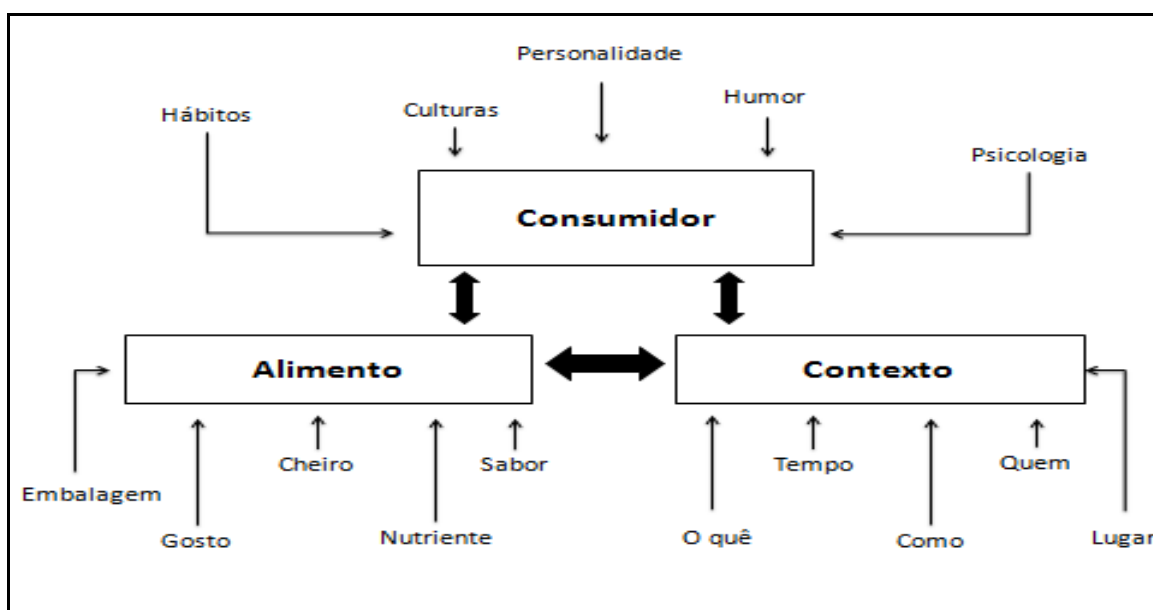 Personalidade
Humor
Culturas
Hábitos
Psicologia
Consumidor
Alimento
Contexto
Cheiro
Sabor
Tempo
Quem
Embalagem
Gosto
Nutriente
O quê
Como
Lugar